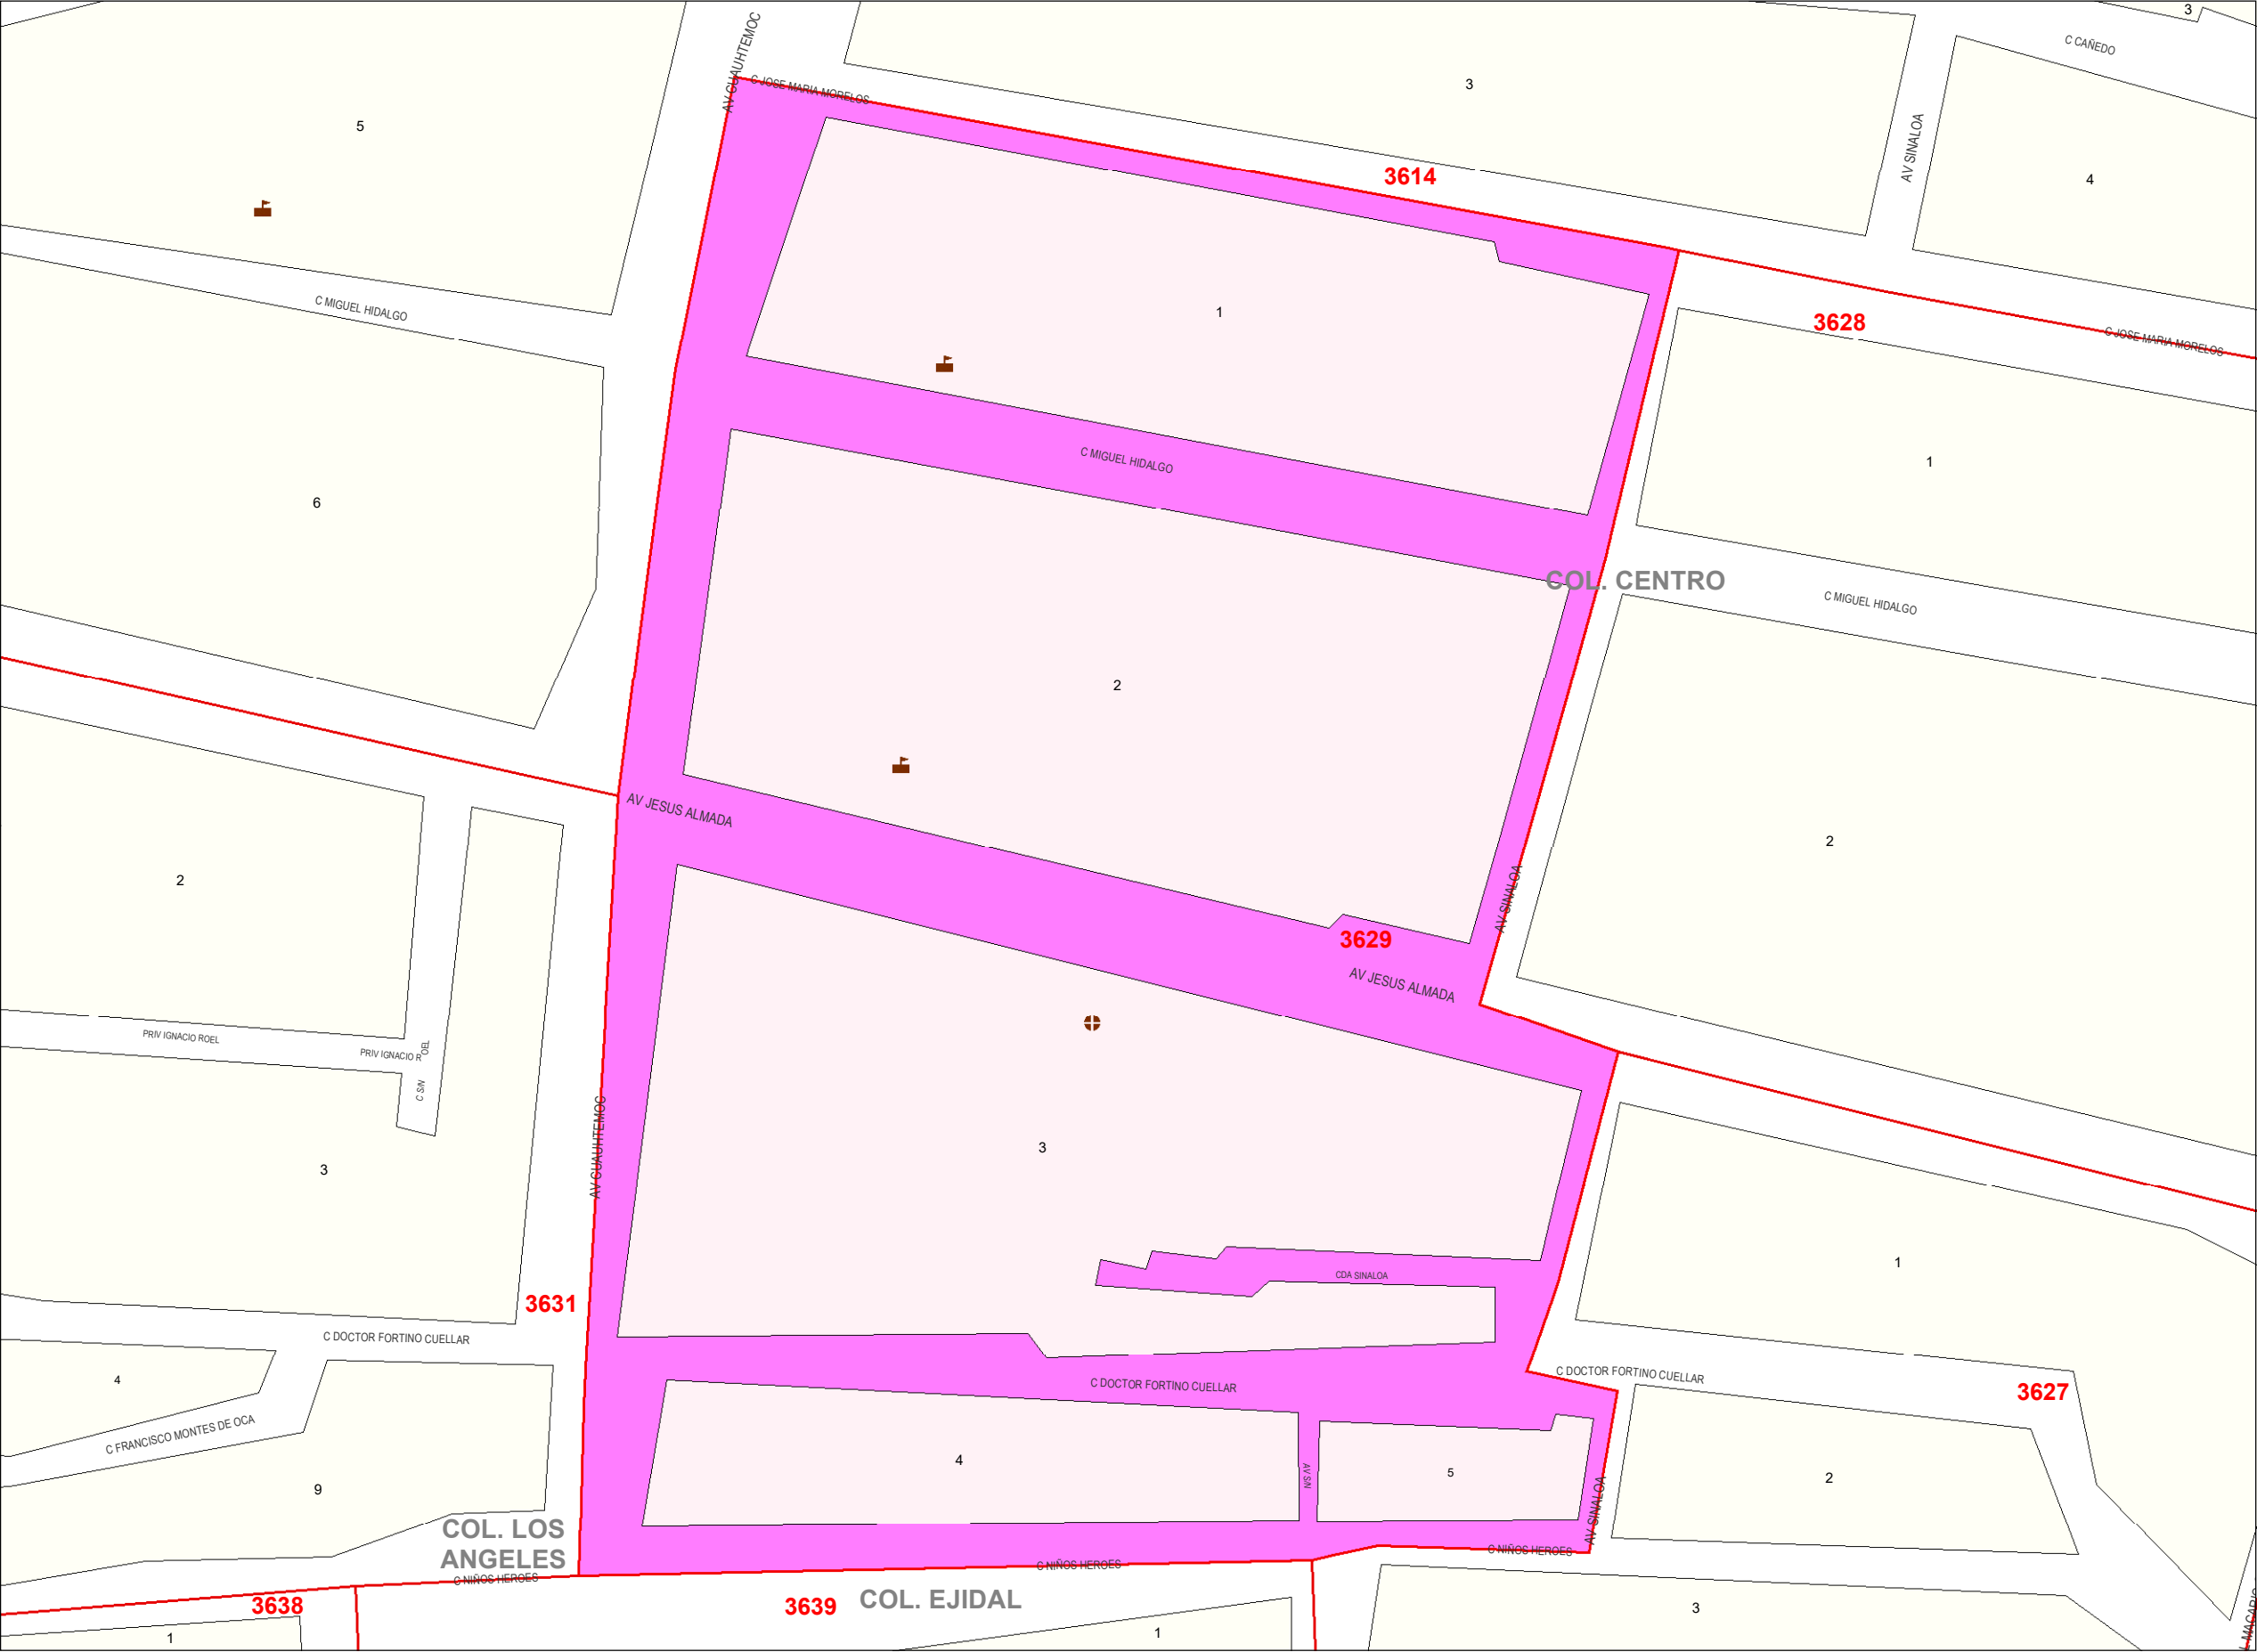 3
AV CUAUHTEMOC
C CAÑEDO
C JOSE MARIA MORELOS
3
5
AV SINALOA
4
3614
C MIGUEL HIDALGO
1
3628
C JOSE MARIA MORELOS
C MIGUEL HIDALGO
1
6
COL. CENTRO
C MIGUEL HIDALGO
2
AV JESUS ALMADA
2
2
AV SINALOA
3629
AV JESUS ALMADA
PRIV IGNACIO ROEL
PRIV IGNACIO ROEL
C S/N
AV CUAUHTEMOC
3
3
1
CDA SINALOA
3631
C DOCTOR FORTINO CUELLAR
4
C DOCTOR FORTINO CUELLAR
C DOCTOR FORTINO CUELLAR
3627
C FRANCISCO MONTES DE OCA
4
AV S/N
5
2
9
AV SINALOA
COL. LOS
ANGELES
C NIÑOS HEROES
C NIÑOS HEROES
C NIÑOS HEROES
3638
3639
COL. EJIDAL
3
1
1